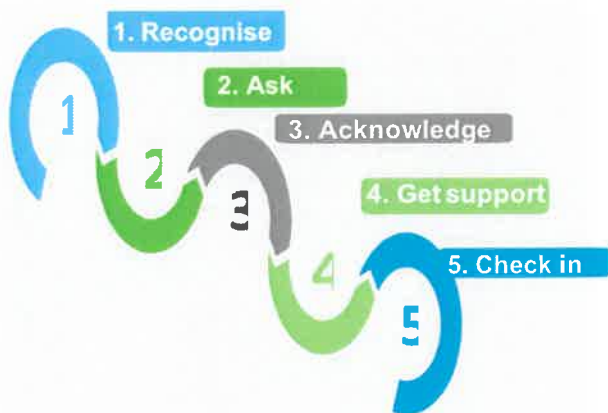 1. Recognise
1
2. Ask
2
3. Acknowledge
3
4. Get support
4
5. Check in
5